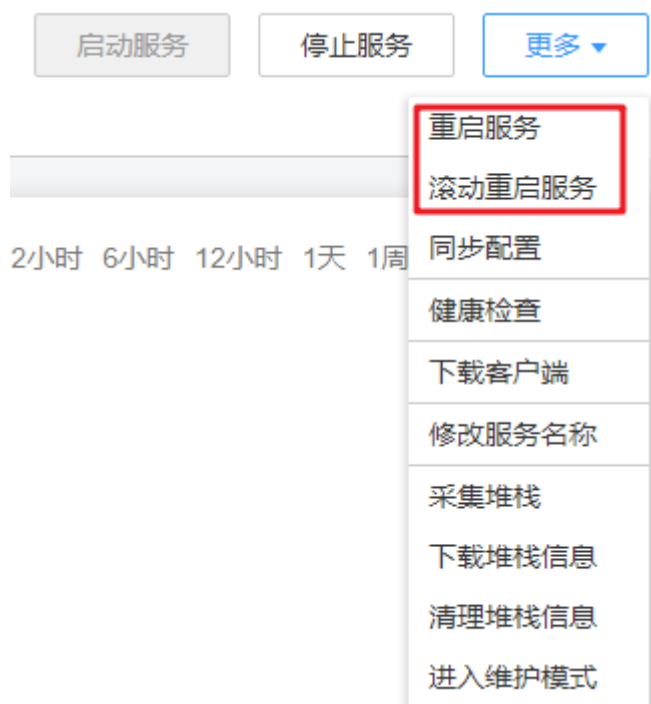 启动服务 停止服务 更多
重启服务
滚动重启服务
2小时 6小时 12小时 1天 1周 同步配置
健康检查
下载客户端
修改服务名称
采集堆栈
下载堆栈信息
清理堆栈信息
进入维护模式